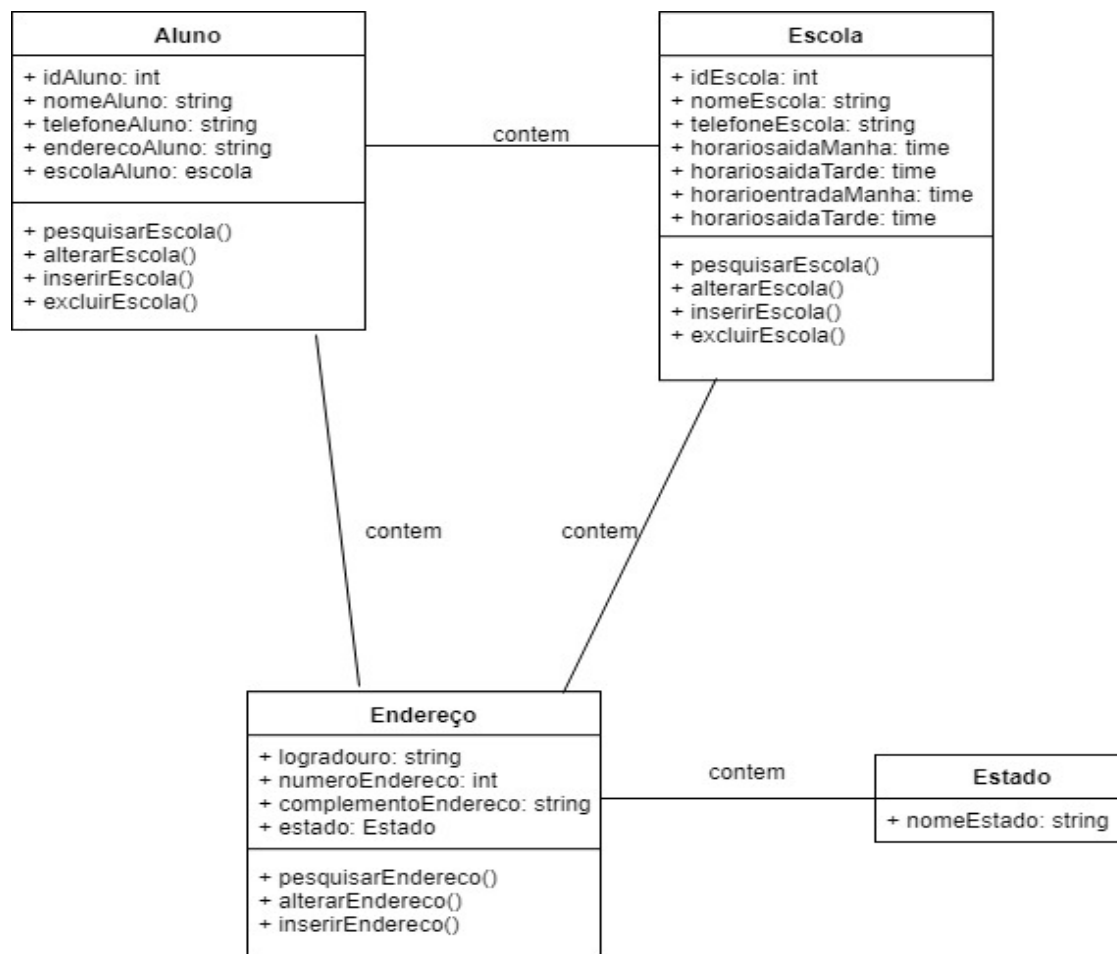 Aluno
+ idAluno: int
+ nomeAluno: string
+ telefoneAluno: string
+ enderecoAluno: string
+ escolaAluno: escola
+ pesquisarEscola()
+ alterarEscola()
+ inserirEscola()
+ excluirEscola()
contem
Escola
+ idEscola: int
+ nomeEscola: string
+ telefoneEscola: string
+ horariosaidaManha: time
+ horariosaidaTarde: time
+ horarioentradaManha: time
+ horariosaidaTarde: time
+ pesquisarEscola()
+ alterarEscola()
+ inserirEscola()
+ excluirEscola()
contem
contem
Endereço
+ logradouro: string
+ numeroEndereco: int
+ complementoEndereco: string
+ estado: Estado
+ pesquisarEndereco()
+ alterarEndereco()
+ inserirEndereco()
contem
Estado
+ nomeEstado: string